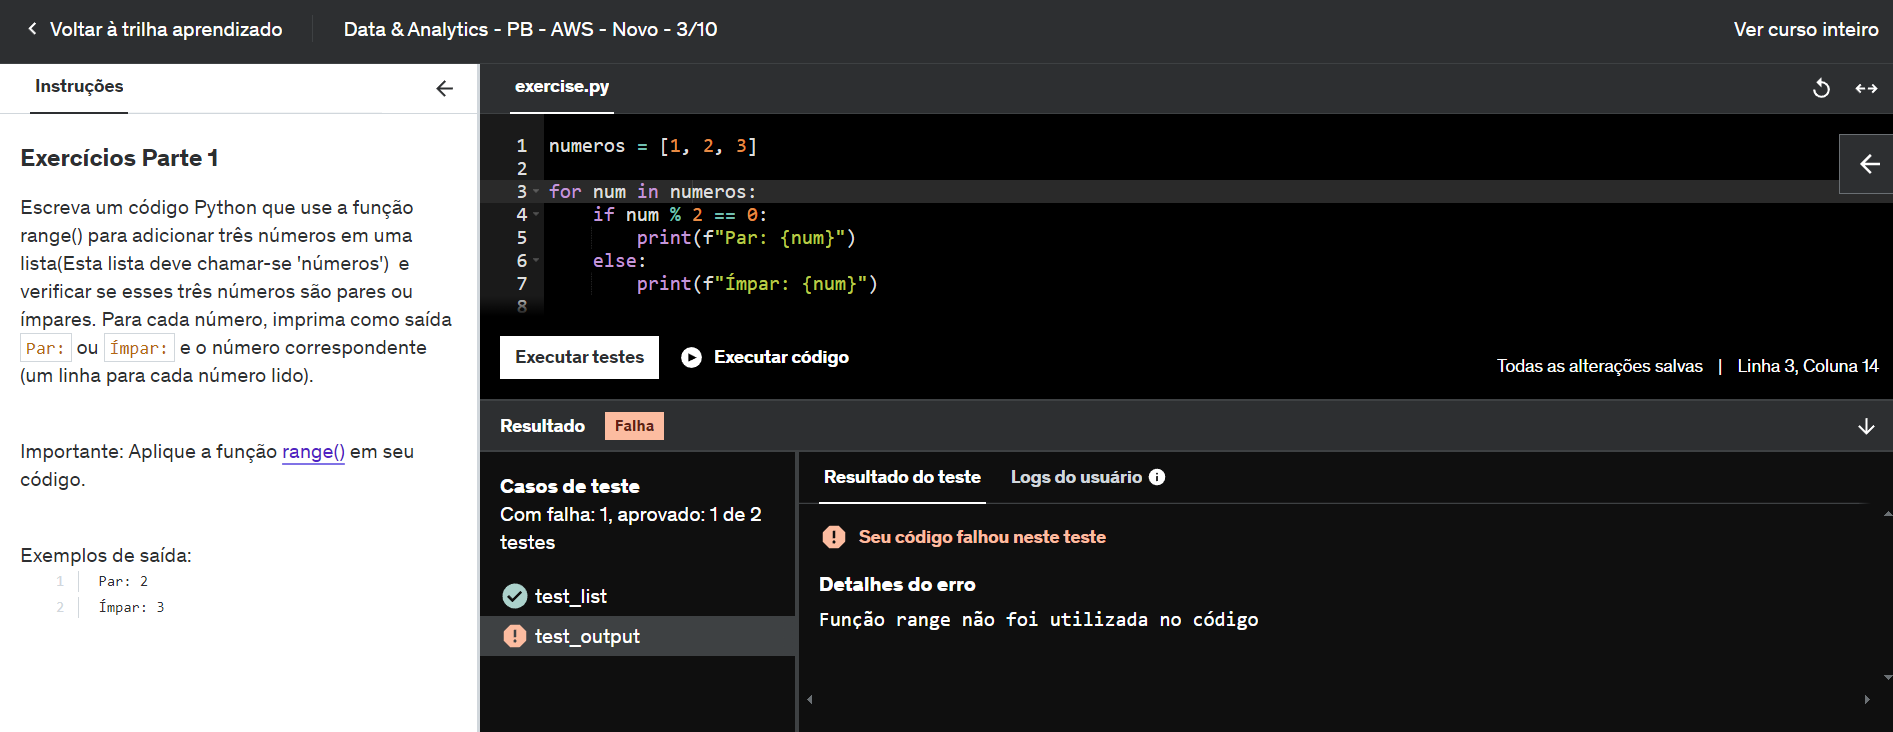 Voltar à trilha aprendizado
Data & Analytics - PB - AWS - Novo - 3/10
Ver curso inteiro
Instruções
Exercícios Parte 1
Escreva um código Python que use a função
range() para adicionar três números em uma
lista(Esta lista deve chamar-se 'números')  e
verificar se esses três números são pares ou
ímpares. Para cada número, imprima como saída
Par: ou Ímpar: e o número correspondente
(um linha para cada número lido).
Importante: Aplique a função range() em seu
código.
Exemplos de saída:
1 Par: 2
2 Ímpar: 3
exercise.py
1 numeros = [1, 2, 3]
2
3 for num in numeros:
4     if num % 2 == 0:
5         print(f"Par: {num}")
6     else:
7         print(f"Ímpar: {num}")
8
Executar testes
Executar código
Todas as alterações salvas | Linha 3, Coluna 14
Resultado
Falha
Casos de teste
Com falha: 1, aprovado: 1 de 2
testes
test_list
test_output
Resultado do teste
Logs do usuário
Seu código falhou neste teste
Detalhes do erro
Função range não foi utilizada no código